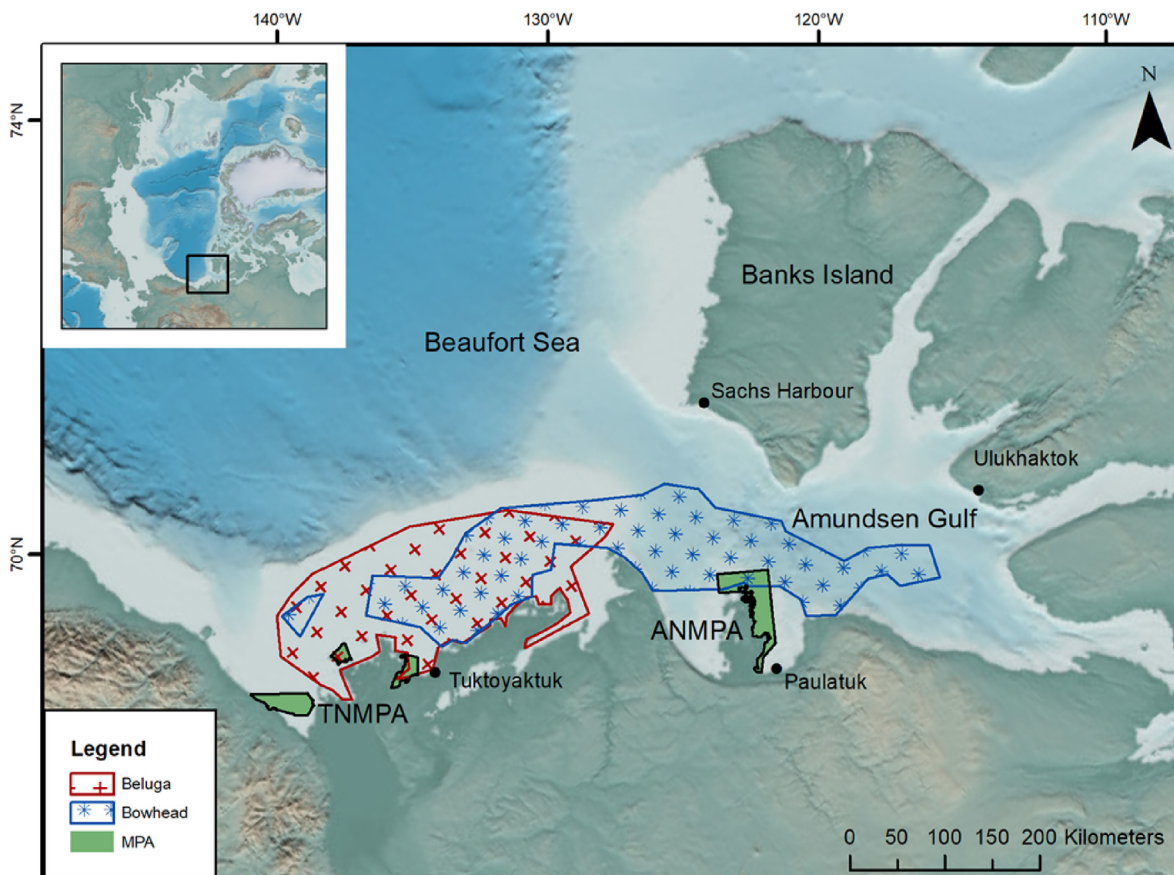 140°W 130°W 120°W 110°W
N
74°N
Banks Island
Beaufort Sea
Sachs Harbour
Ulukhaktok
Amundsen Gulf
70°N
ANMPA
Tuktoyaktuk
Paulatuk
TNMPA
Legend
Beluga
Bowhead
MPA
0 50 100 150 200 Kilometers